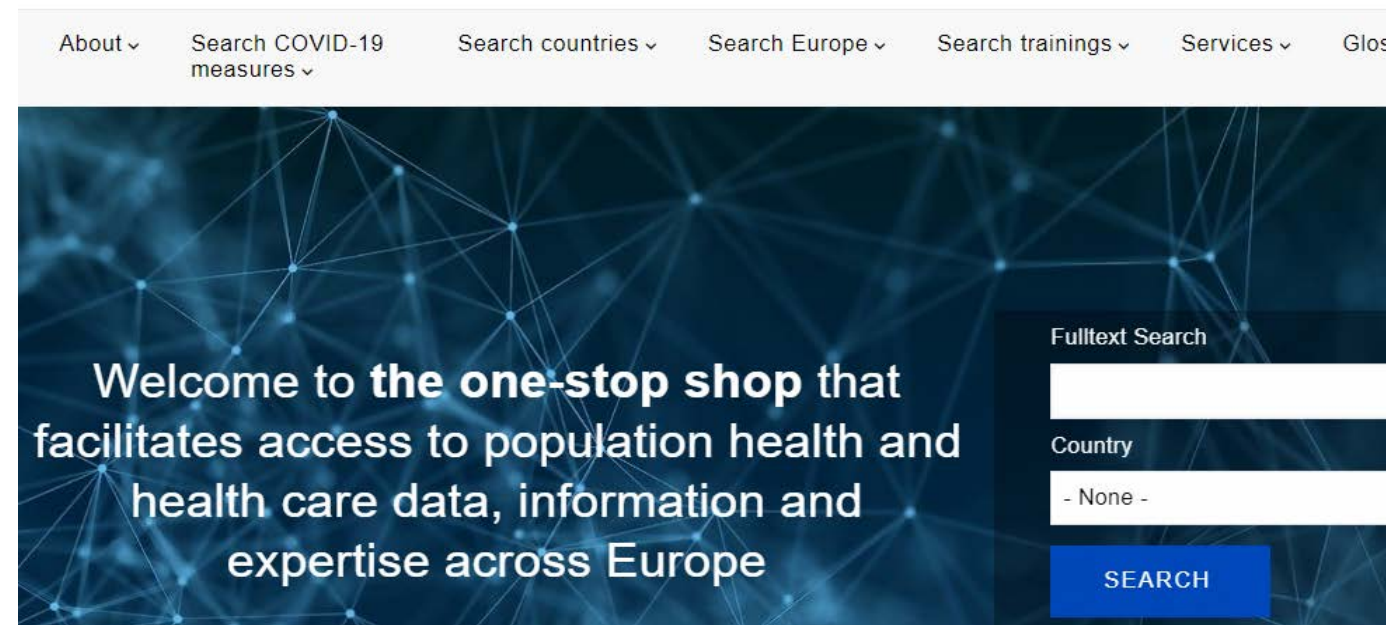 About
Search COVID-19
measures
Search countries
Search Europe
Search trainings
Services
Glos
Welcome to the one-stop shop that
facilitates access to population health and
health care data, information and
expertise across Europe
Fulltext Search
Country
- None -
SEARCH